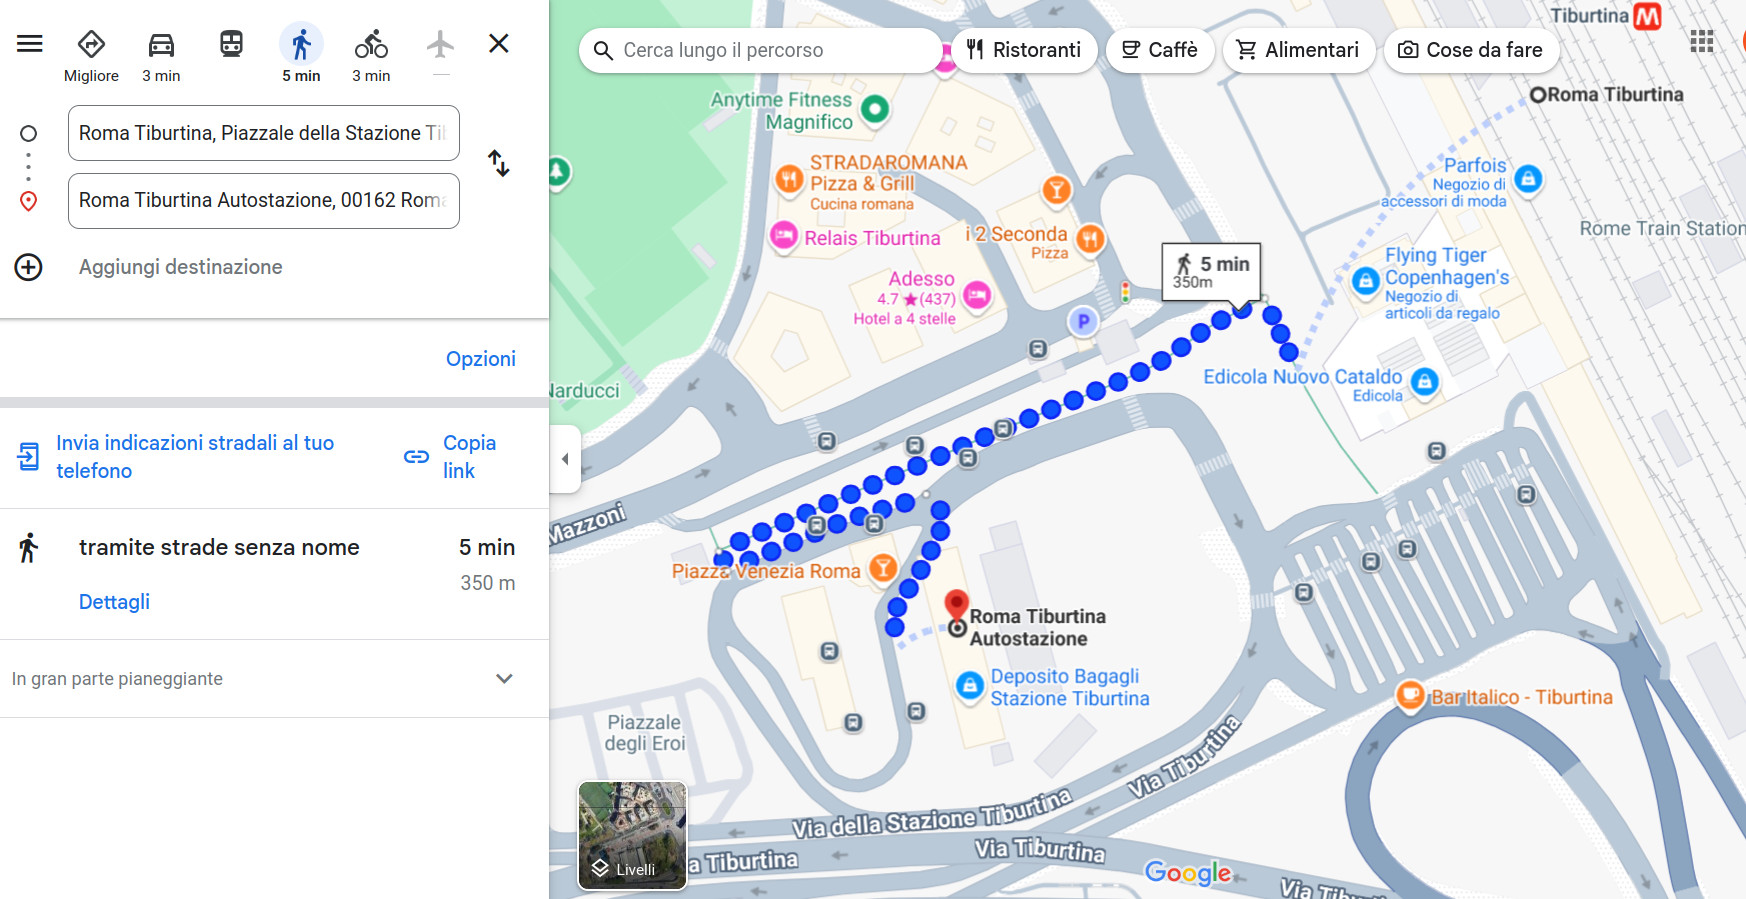 Migliore
3 min
5 min
3 min
Roma Tiburtina, Piazzale della Stazione Tib
Roma Tiburtina Autostazione, 00162 Roma
Aggiungi destinazione
Opzioni
Invia indicazioni stradali al tuo
telefono
Copia
link
tramite strade senza nome
5 min
350 m
Dettagli
In gran parte pianeggiante
Cerca lungo il percorso
Ristoranti
Caffè
Alimentari
Cose da fare
Tiburtina M
Roma Tiburtina
Anytime Fitness
Magnifico
STRADAROMANA
Pizza & Grill
Cucina romana
Parfois
Negozio di
accessori di moda
Rome Train Station
Relais Tiburtina
i 2 Seconda
Pizza
Adesso
4.7 ★ (437)
Hotel a 4 stelle
5 min
350m
Flying Tiger
Copenhagen's
Negozio di
articoli da regalo
P
Narducci
Edicola Nuovo Cataldo
Edicola
Mazzoni
Piazza Venezia Roma
Roma Tiburtina
Autostazione
Deposito Bagagli
Stazione Tiburtina
Bar Italico - Tiburtina
Piazzale
degli Eroi
Via Tiburtina
Via della Stazione Tiburtina
Via Tiburtina
a Tiburtina
Livelli
Google
Via Tibu